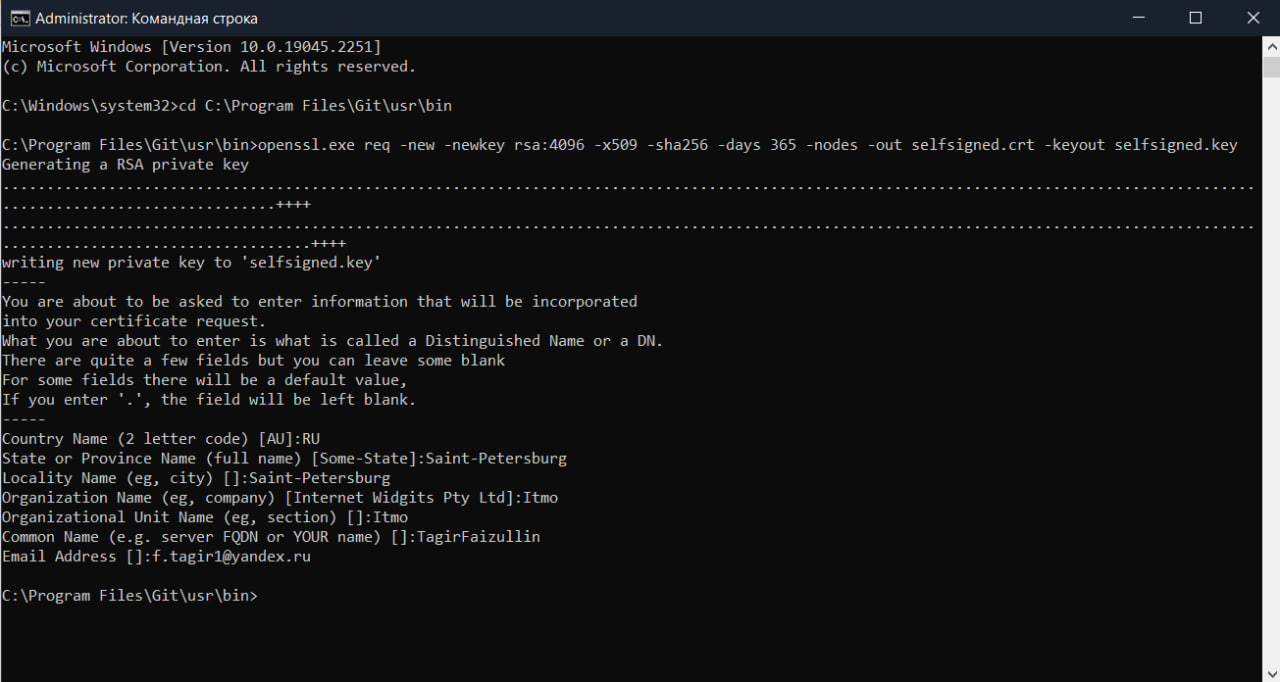 Administrator: Командная строка
Microsoft Windows [Version 10.0.19045.2251]
(c) Microsoft Corporation. All rights reserved.
C:\Windows\system32>cd C:\Program Files\Git\usr\bin
C:\Program Files\Git\usr\bin>openssl.exe req -new -newkey rsa:4096 -x509 -sha256 -days 365 -nodes -out selfsigned.crt -keyout selfsigned.key
Generating a RSA private key
..............................................................................................................................................
...............................++++
..............................................................................................................................................
...................................++++
writing new private key to 'selfsigned.key'
-----
You are about to be asked to enter information that will be incorporated
into your certificate request.
What you are about to enter is what is called a Distinguished Name or a DN.
There are quite a few fields but you can leave some blank
For some fields there will be a default value,
If you enter '.', the field will be left blank.
-----
Country Name (2 letter code) [AU]:RU
State or Province Name (full name) [Some-State]:Saint-Petersburg
Locality Name (eg, city) []:Saint-Petersburg
Organization Name (eg, company) [Internet Widgits Pty Ltd]:Itmo
Organizational Unit Name (eg, section) []:Itmo
Common Name (e.g. server FQDN or YOUR name) []:TagirFaizullin
Email Address []:f.tagir1@yandex.ru
C:\Program Files\Git\usr\bin>